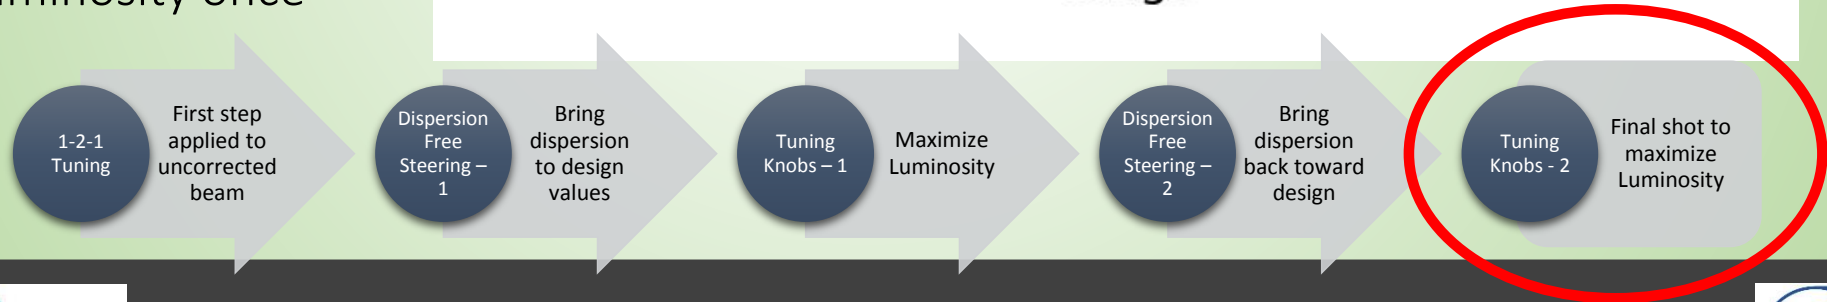 uminosity once
1-2-1
Tuning
First step
applied to
uncorrected
beam
Dispersion
Free
Steering –
1
Bring
dispersion
to design
values
Tuning
Knobs – 1
Maximize
Luminosity
Dispersion
Free
Steering –
2
Bring
dispersion
back toward
design
Tuning
Knobs - 2
Final shot to
maximize
Luminosity